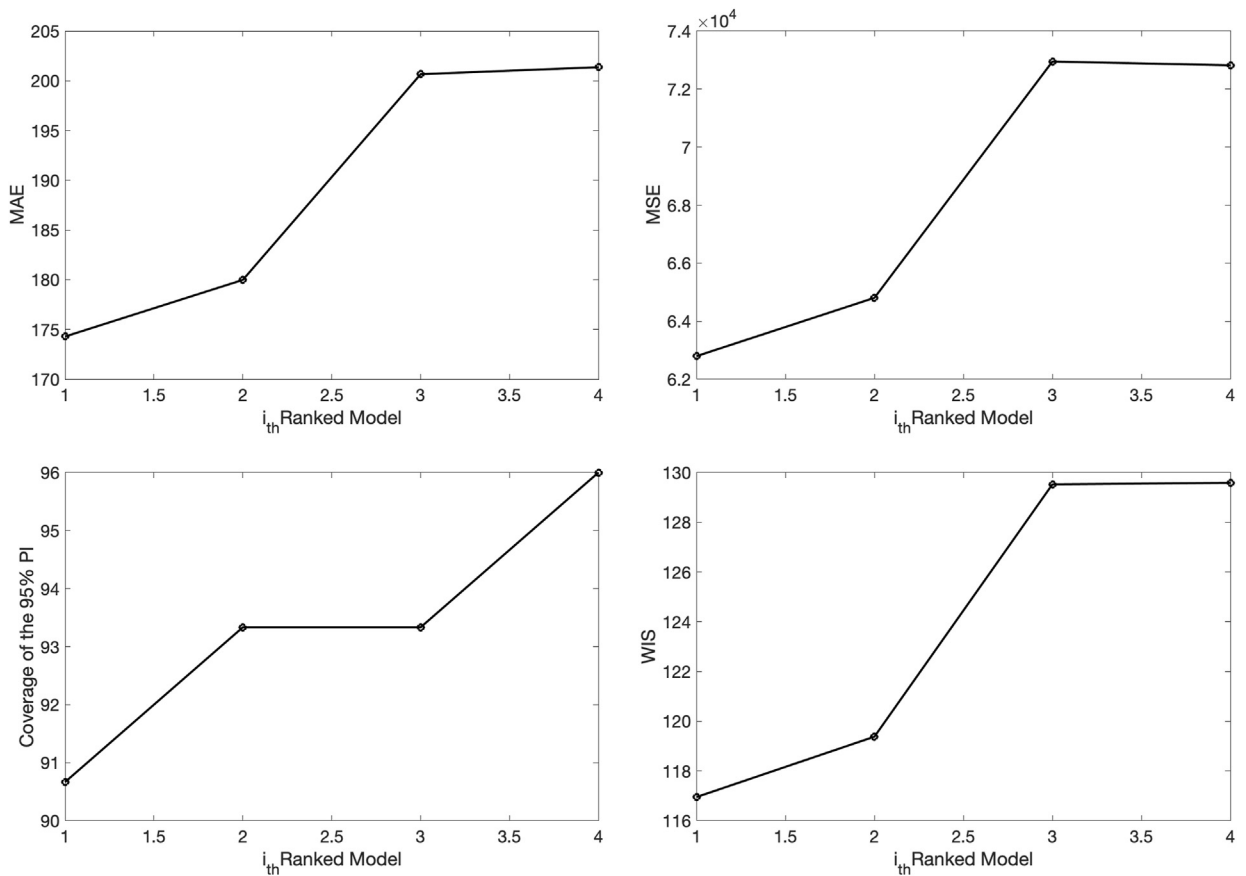 205
200
195
190
185
180
175
170
MAE
1 1.5 2 2.5 3 3.5 4
i_th Ranked Model
×10^4
7.4
7.2
7
6.8
6.6
6.4
6.2
MSE
1 1.5 2 2.5 3 3.5 4
i_th Ranked Model
96
95
94
93
92
91
90
Coverage of the 95% PI
1 1.5 2 2.5 3 3.5 4
i_th Ranked Model
130
128
126
124
122
120
118
116
WIS
1 1.5 2 2.5 3 3.5 4
i_th Ranked Model